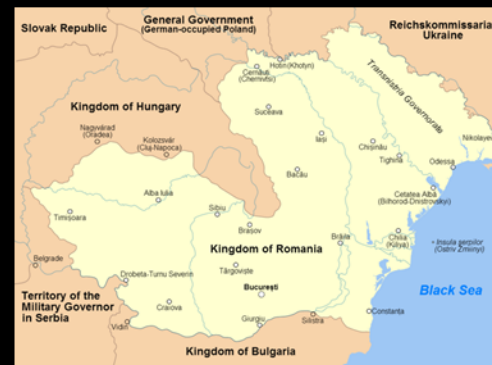 Slovak Republic
General Government
(German-occupied Poland)
Reichskommissaria
Ukraine
Kingdom of Hungary
Nagyvárad
(Oradea)
Kolozsvár
(Cluj-Napoca)
Cernăuți
(Chernivtsi)
Hotin (Khotyn)
Transnistria Governorate
Suceava
Iași
Chișinău
Tighina
Nikolayev
Odessa
Bacău
Cetatea Albă
(Bilhorod-Dnistrovskyi)
Alba Iulia
Timișoara
Sibiu
Brașov
Brăila
Chilia
(Kiliya)
Insula șerpilor
(Ostriv Zmiinyi)
Kingdom of Romania
Belgrade
Drobeta-Turnu Severin
Târgoviște
București
Black Sea
Territory of the
Military Governor
in Serbia
Craiova
Vidin
Giurgiu
Silistra
Constanța
Kingdom of Bulgaria